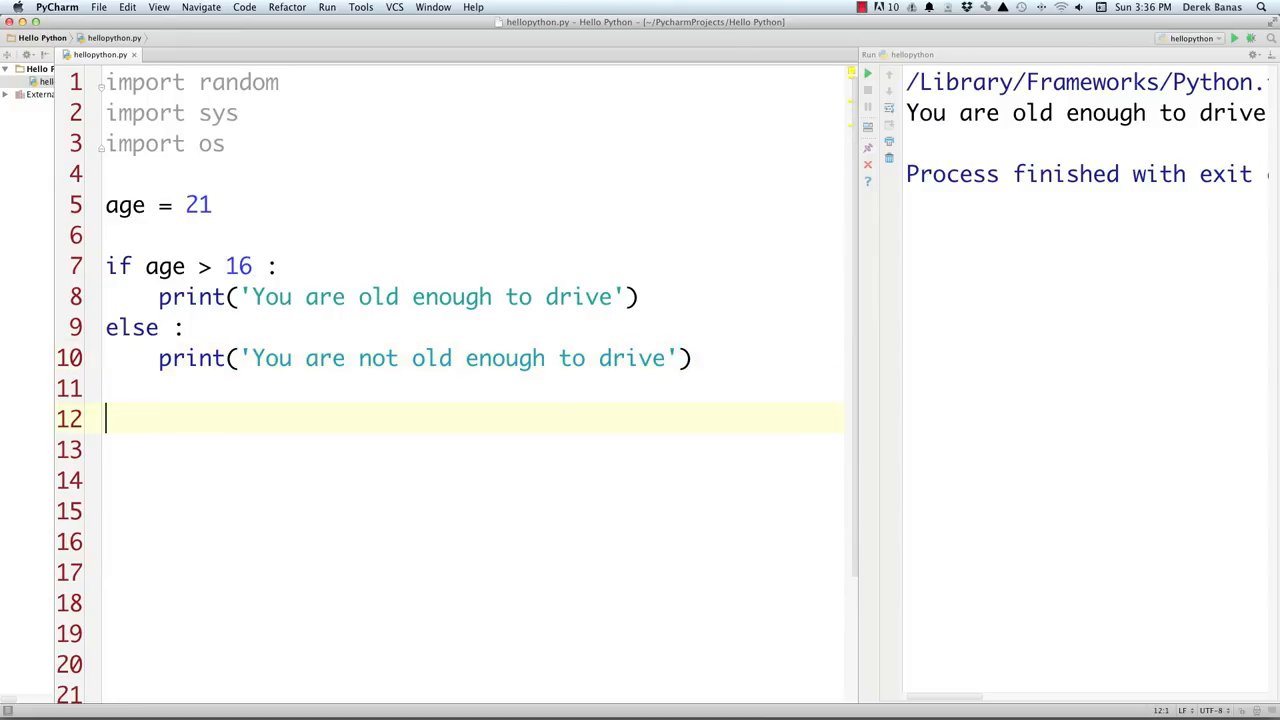 PyCharm File Edit View Navigate Code Refactor Run Tools VCS Window Help 10 Sun 3:36 PM Derek Banas
hellopython.py – Hello Python – [~/PycharmProjects/Hello Python]
Hello Python hellopython.py hellopython
hellopython.py Run hellopython
Hello P
hell
Externa
1 import random
2 import sys
3 import os
4
5 age = 21
6
7 if age > 16 :
8 print('You are old enough to drive')
9 else :
10 print('You are not old enough to drive')
11
12
13
14
15
16
17
18
19
20
21
/Library/Frameworks/Python.
You are old enough to drive
Process finished with exit
12:1 LF UTF-8